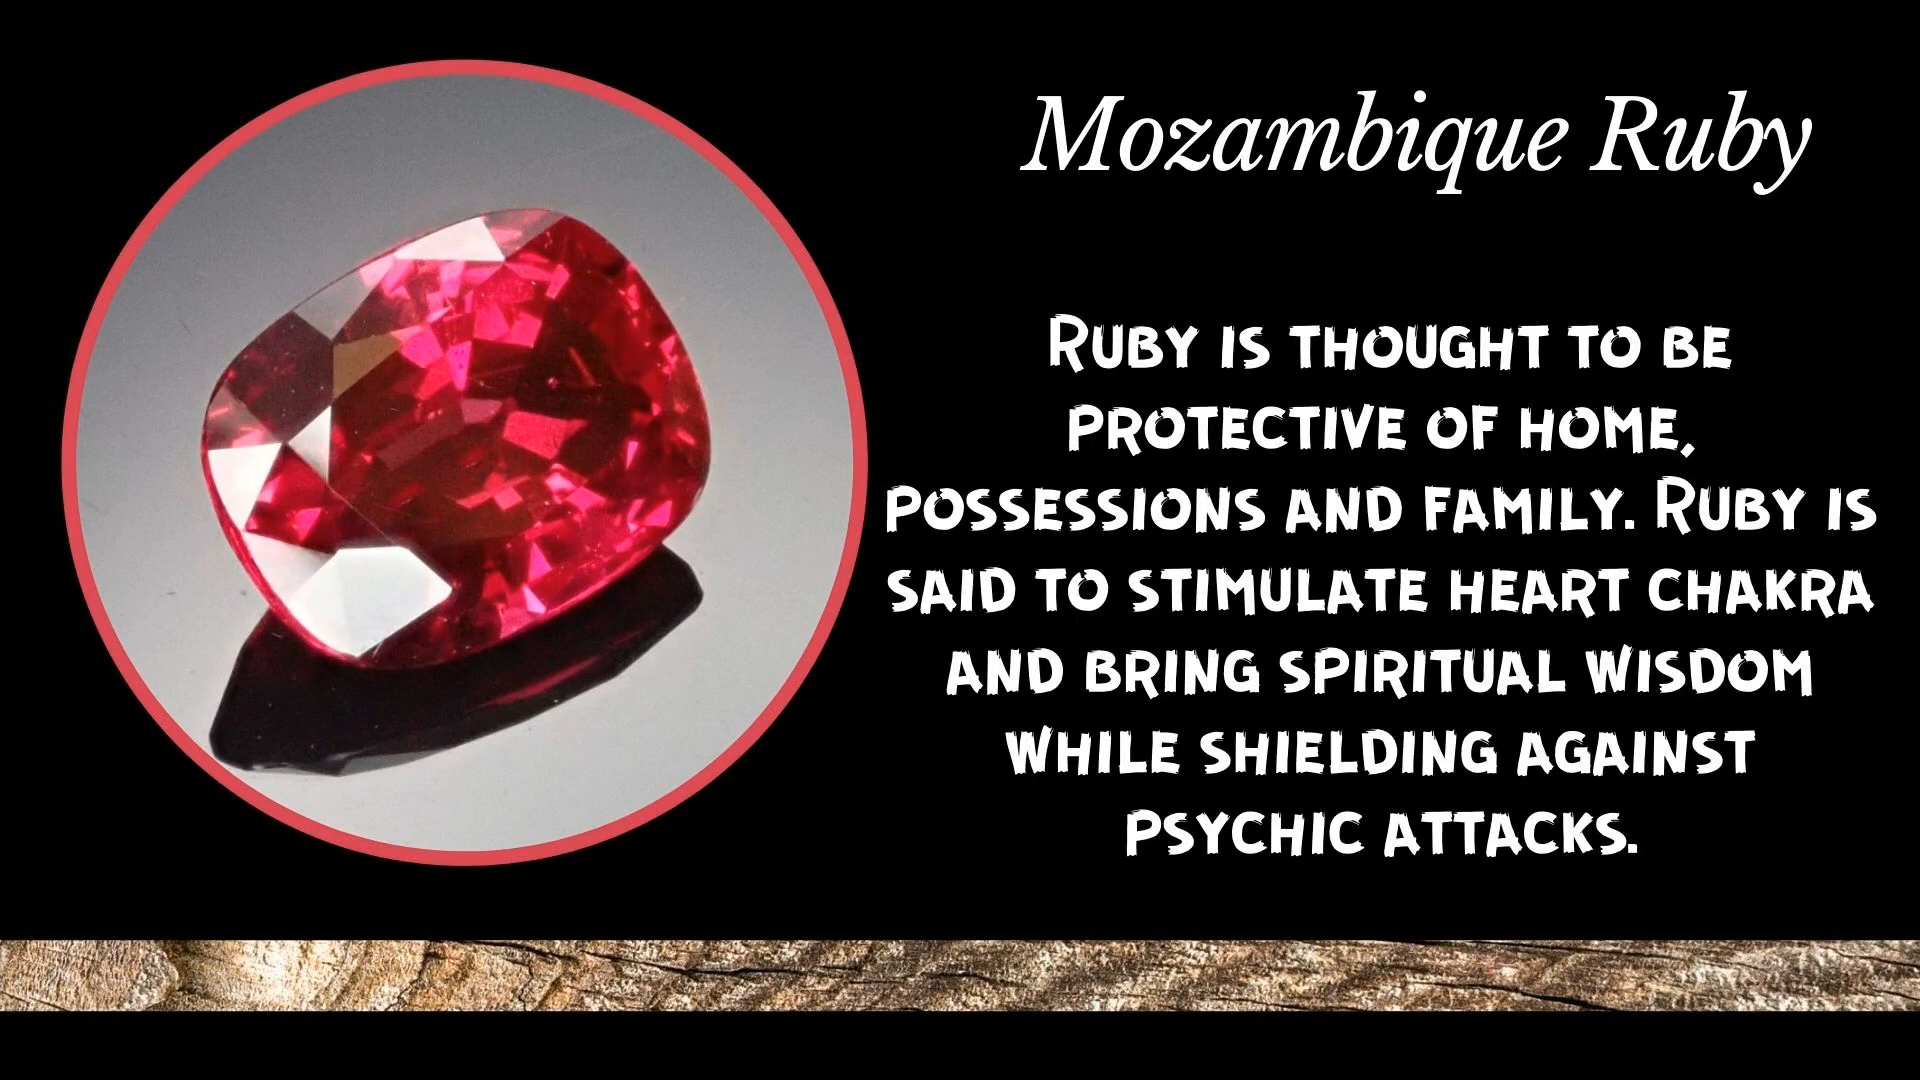 Mozambique Ruby
Ruby is thought to be
protective of home,
possessions and family. Ruby is
said to stimulate heart chakra
and bring spiritual wisdom
while shielding against
psychic attacks.